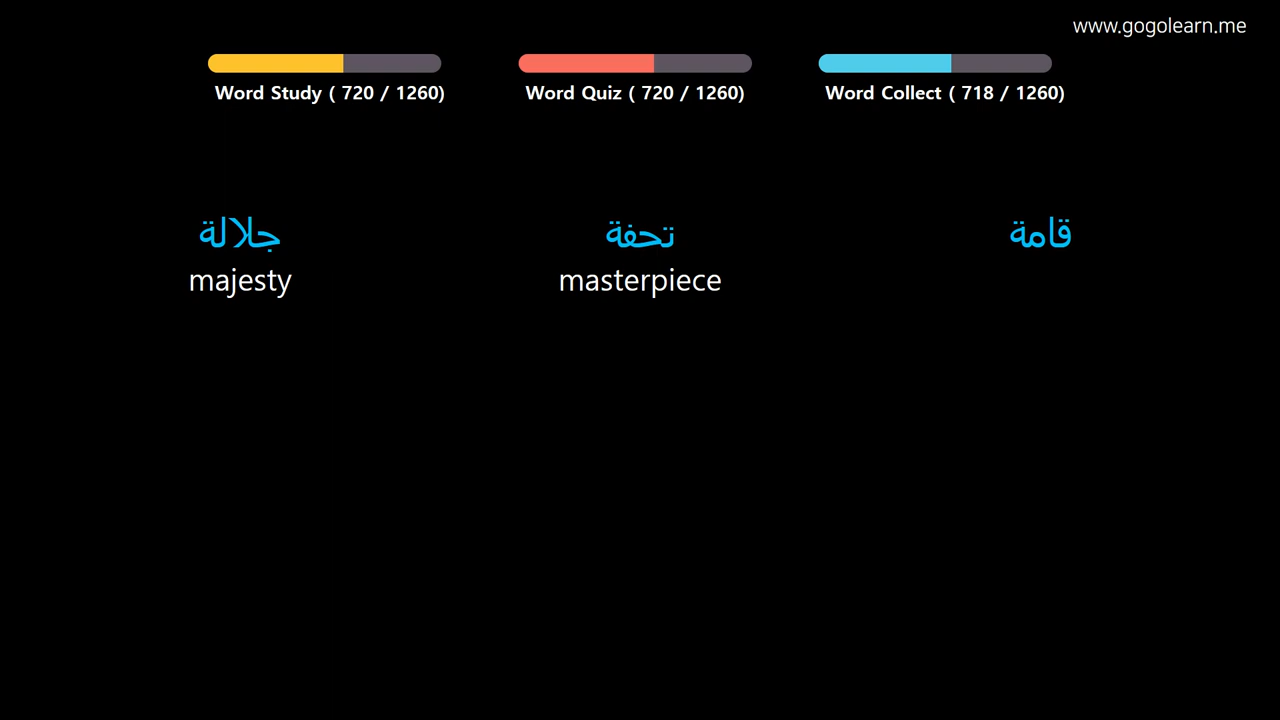 www.gogolearn.me
Word Study ( 720 / 1260)
Word Quiz ( 720 / 1260)
Word Collect ( 718 / 1260)
جلالة
majesty
تحفة
masterpiece
قامة